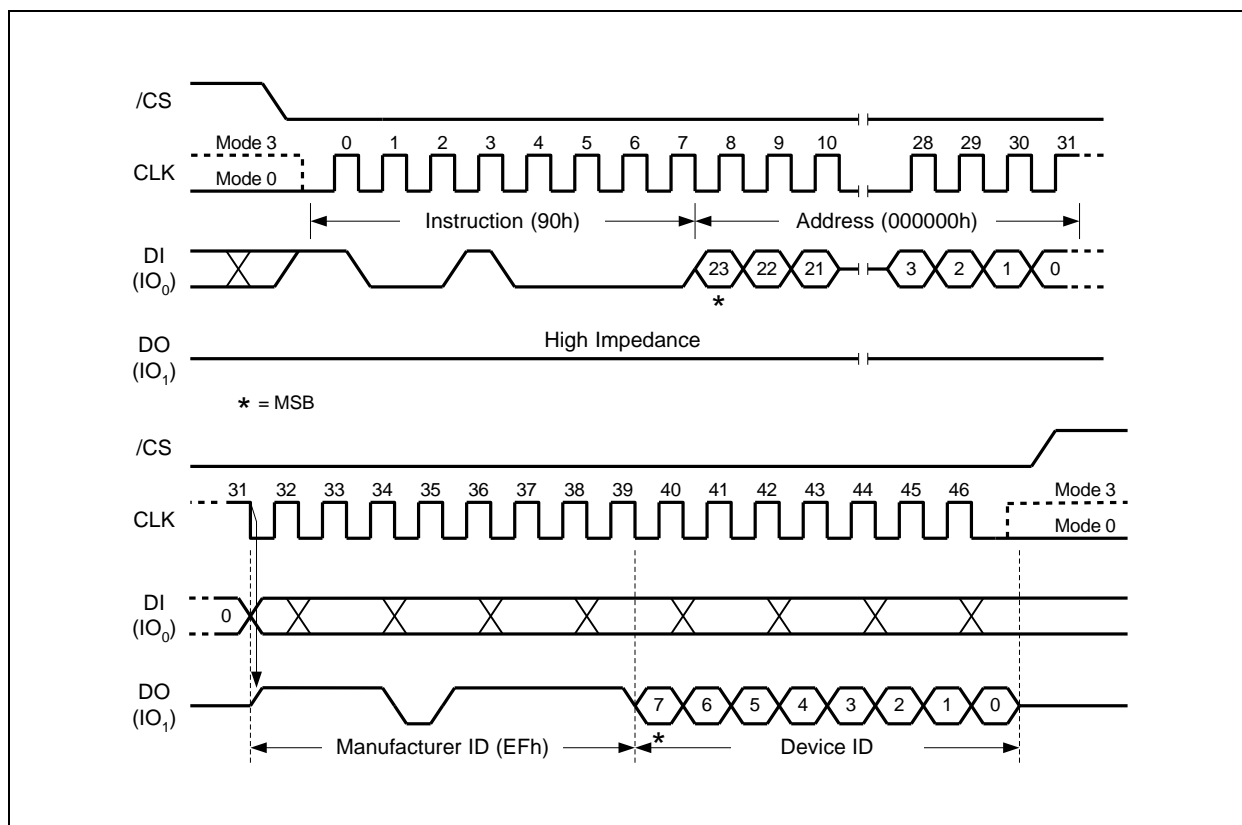 /CS
Mode 3 0 1 2 3 4 5 6 7 8 9 10 28 29 30 31
CLK Mode 0
Instruction (90h) Address (000000h)
DI
(IO0) 23 22 21 3 2 1 0
*
DO High Impedance
(IO1)
* = MSB
/CS
31 32 33 34 35 36 37 38 39 40 41 42 43 44 45 46 Mode 3
CLK Mode 0
DI 0
(IO0)
DO 7 6 5 4 3 2 1 0
(IO1)
*
Manufacturer ID (EFh) Device ID